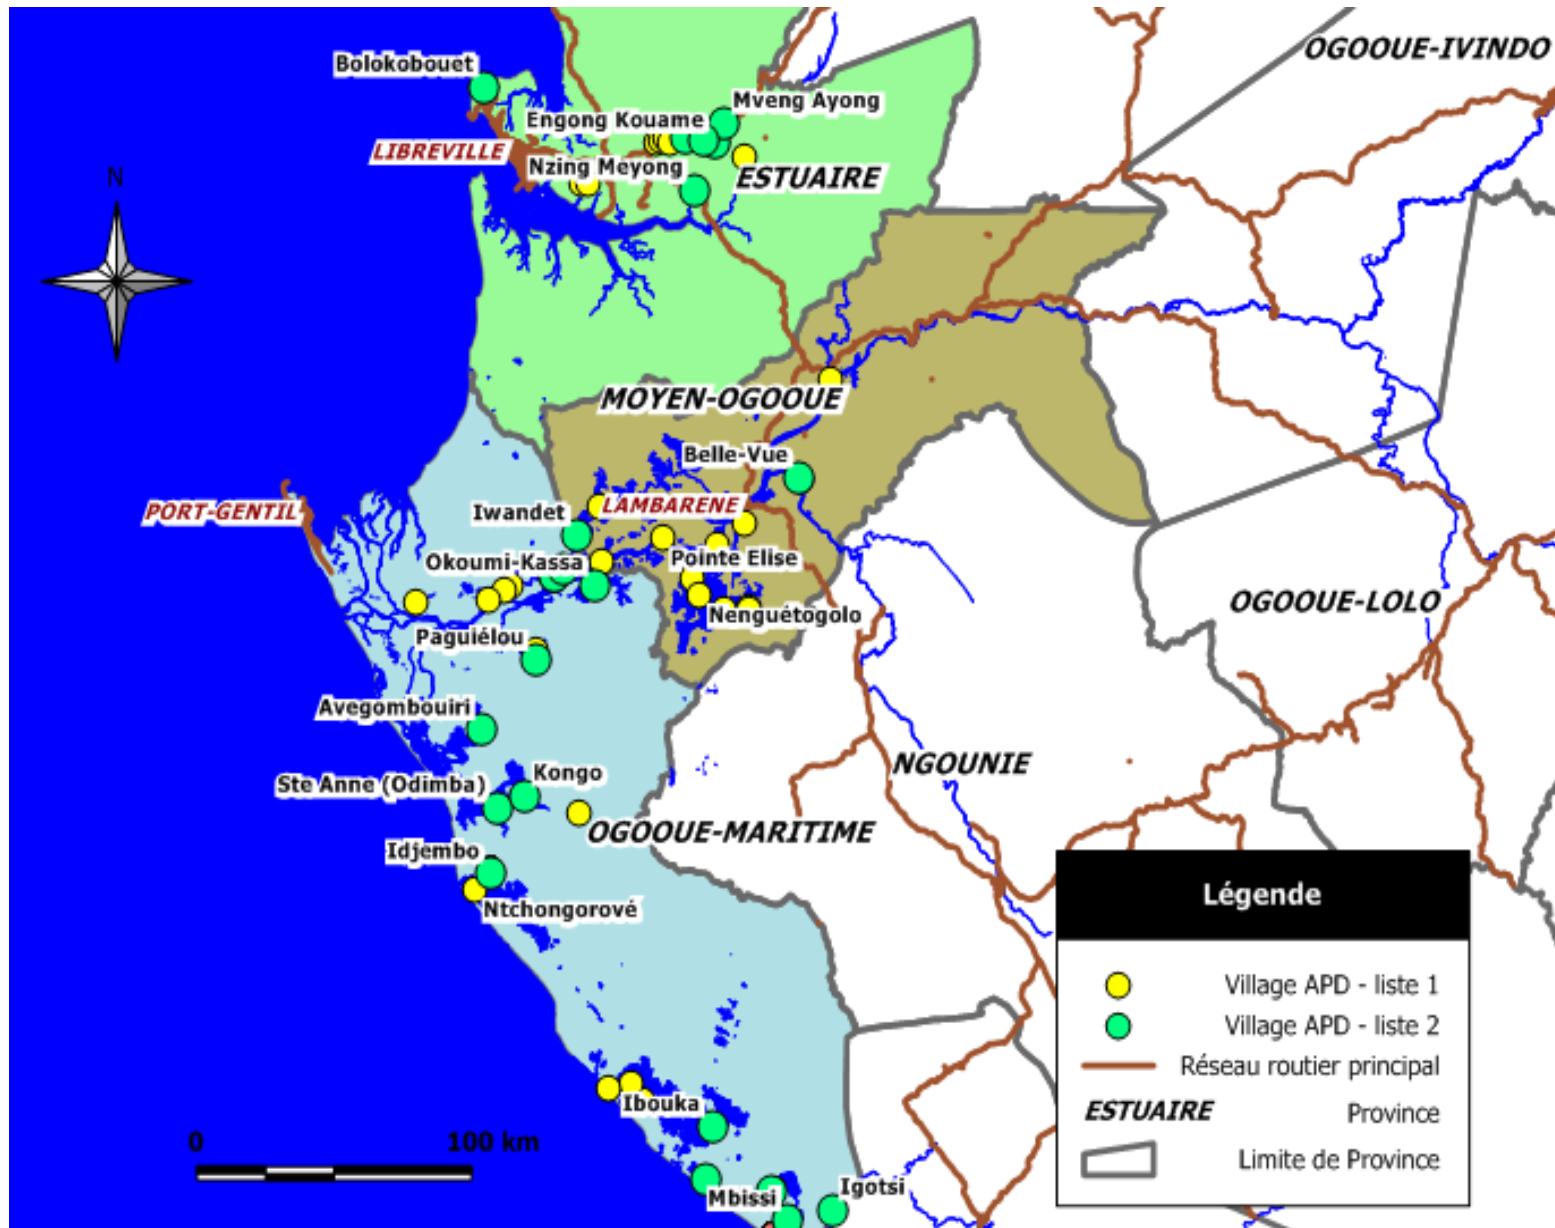 OGOOUE-IVINDO
Bolokobouet
Mveng Ayong
Engong Kouame
LIBREVILLE
Nzing Meyong
ESTUAIRE
N
MOYEN-OGOOUE
Belle-Vue
PORT-GENTIL
Iwandet
LAMBARENE
Okoumi-Kassa
Pointe Elise
OGOOUE-LOLO
Nenguétogolo
Paguiélou
Avegombouiri
NGOUNIE
Kongo
Ste Anne (Odimba)
OGOOUE-MARITIME
Idjembo
Ntchongorové
Légende
Village APD - liste 1
Village APD - liste 2
Réseau routier principal
ESTUAIRE Province
Limite de Province
Ibouka
0 100 km
Igotsi
Mbissi